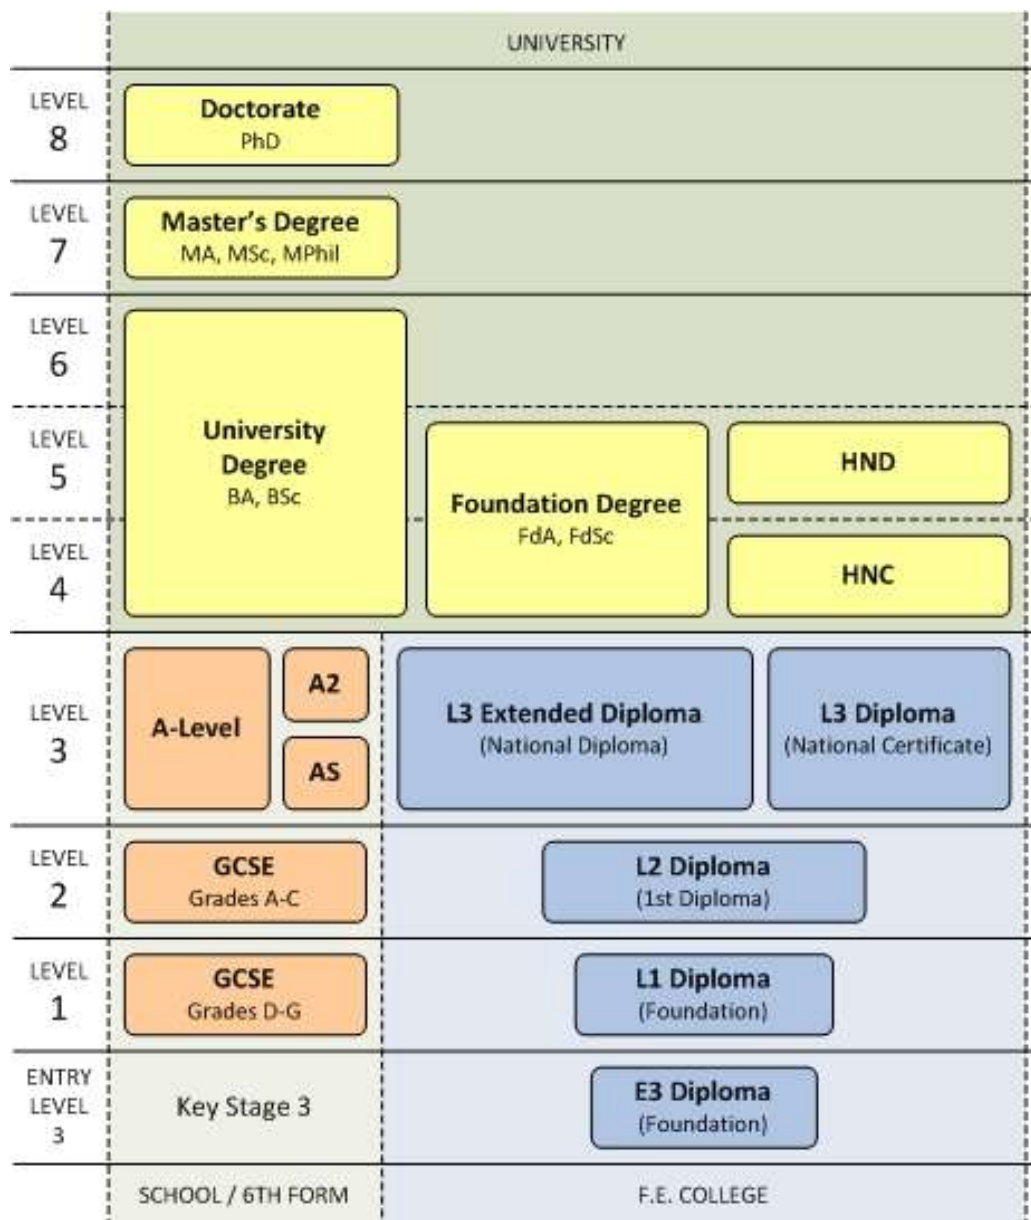 UNIVERSITY
LEVEL
8
Doctorate
PhD
LEVEL
7
Master's Degree
MA, MSc, MPhil
LEVEL
6
University
Degree
BA, BSc
LEVEL
5
Foundation Degree
FdA, FdSc
HND
LEVEL
4
HNC
LEVEL
3
A-Level
A2
AS
L3 Extended Diploma
(National Diploma)
L3 Diploma
(National Certificate)
LEVEL
2
GCSE
Grades A-C
L2 Diploma
(1st Diploma)
LEVEL
1
GCSE
Grades D-G
L1 Diploma
(Foundation)
ENTRY
LEVEL
3
Key Stage 3
E3 Diploma
(Foundation)
SCHOOL / 6TH FORM
F.E. COLLEGE